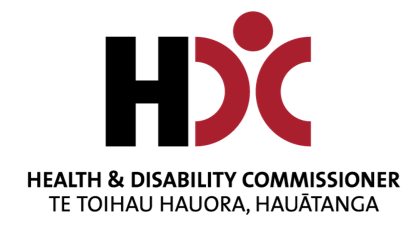 HDC
HEALTH & DISABILITY COMMISSIONER
TE TOIHAU HAUORA, HAUĀTANGA